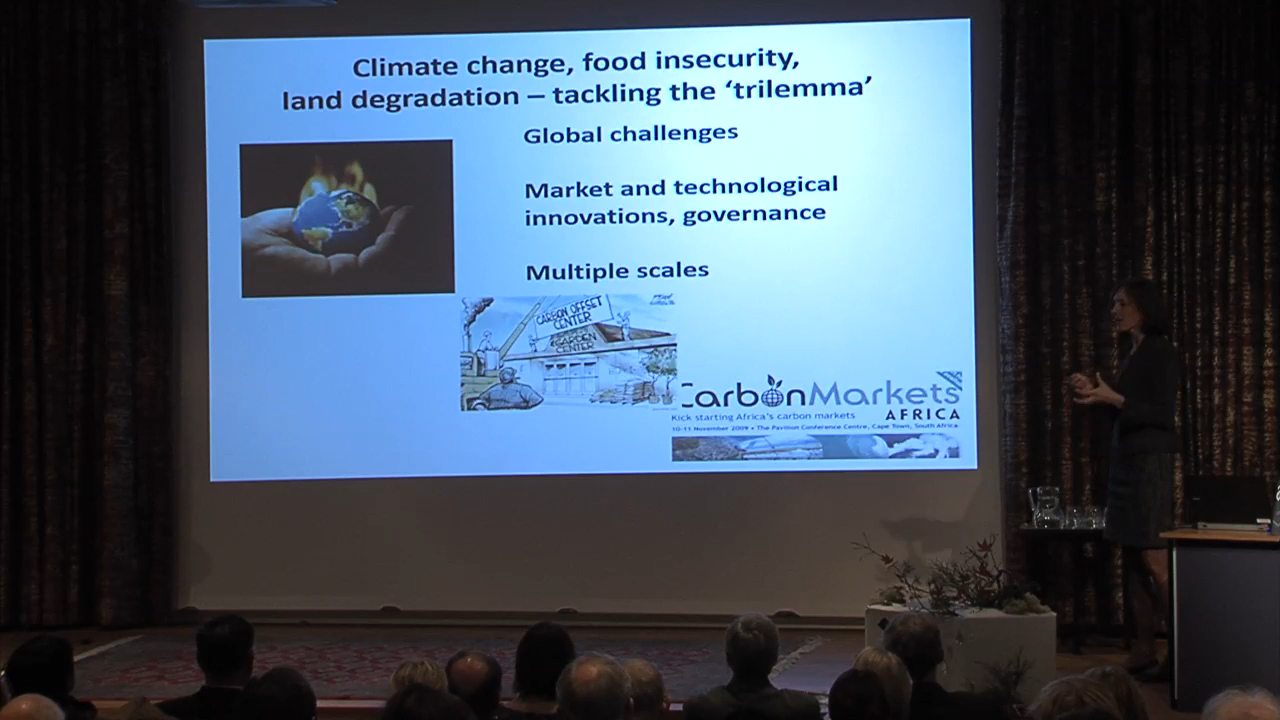 Climate change, food insecurity,
land degradation – tackling the ‘trilemma’
Global challenges
Market and technological
innovations, governance
Multiple scales
CARBON OFFSET
CENTER
GARDEN
CENTER
CarbonMarkets
AFRICA
Kick starting Africa's carbon markets
10-11 November 2009 • The Pavilion Conference Centre, Cape Town, South Africa